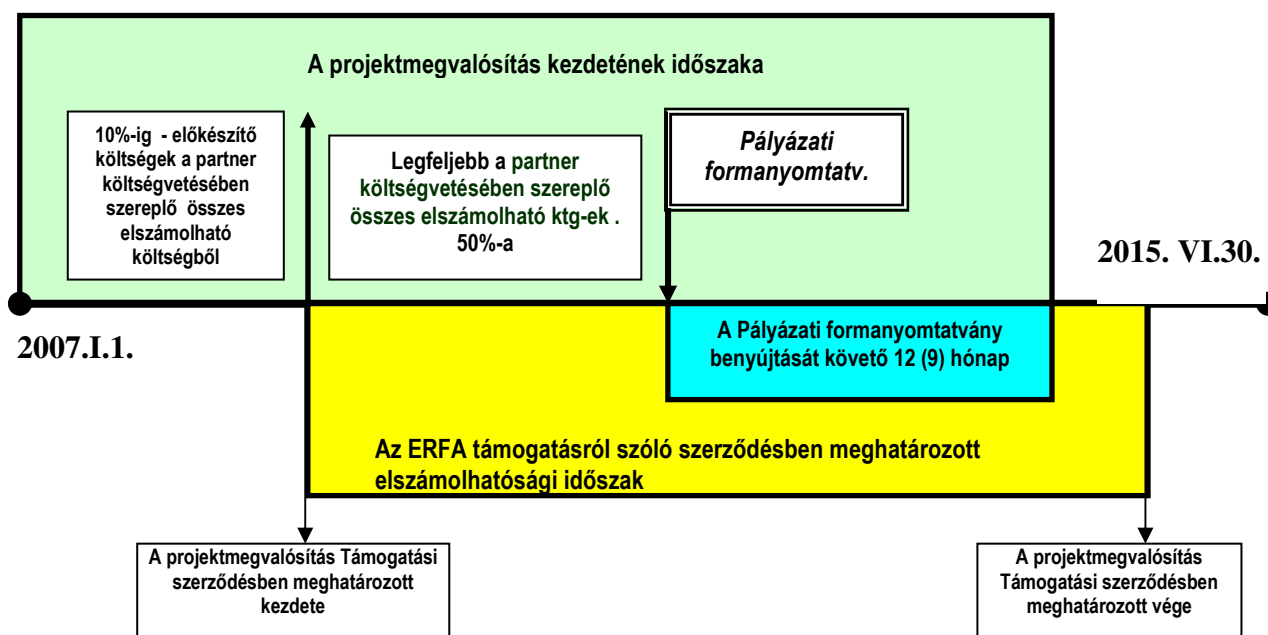 A projektmegvalósítás kezdetének időszaka
10%-ig - előkészítő
költségek a partner
költségvetésében
szereplő összes
elszámolható
költségből
Legfeljebb a partner
költségvetésében szereplő
összes elszámolható ktg-ek .
50%-a
Pályázati
formanyomtatv.
2015. VI.30.
2007.I.1.
A Pályázati formanyomtatvány
benyújtását követő 12 (9) hónap
Az ERFA támogatásról szóló szerződésben meghatározott
elszámolhatósági időszak
A projektmegvalósítás Támogatási
szerződésben meghatározott
kezdete
A projektmegvalósítás
Támogatási szerződésben
meghatározott vége